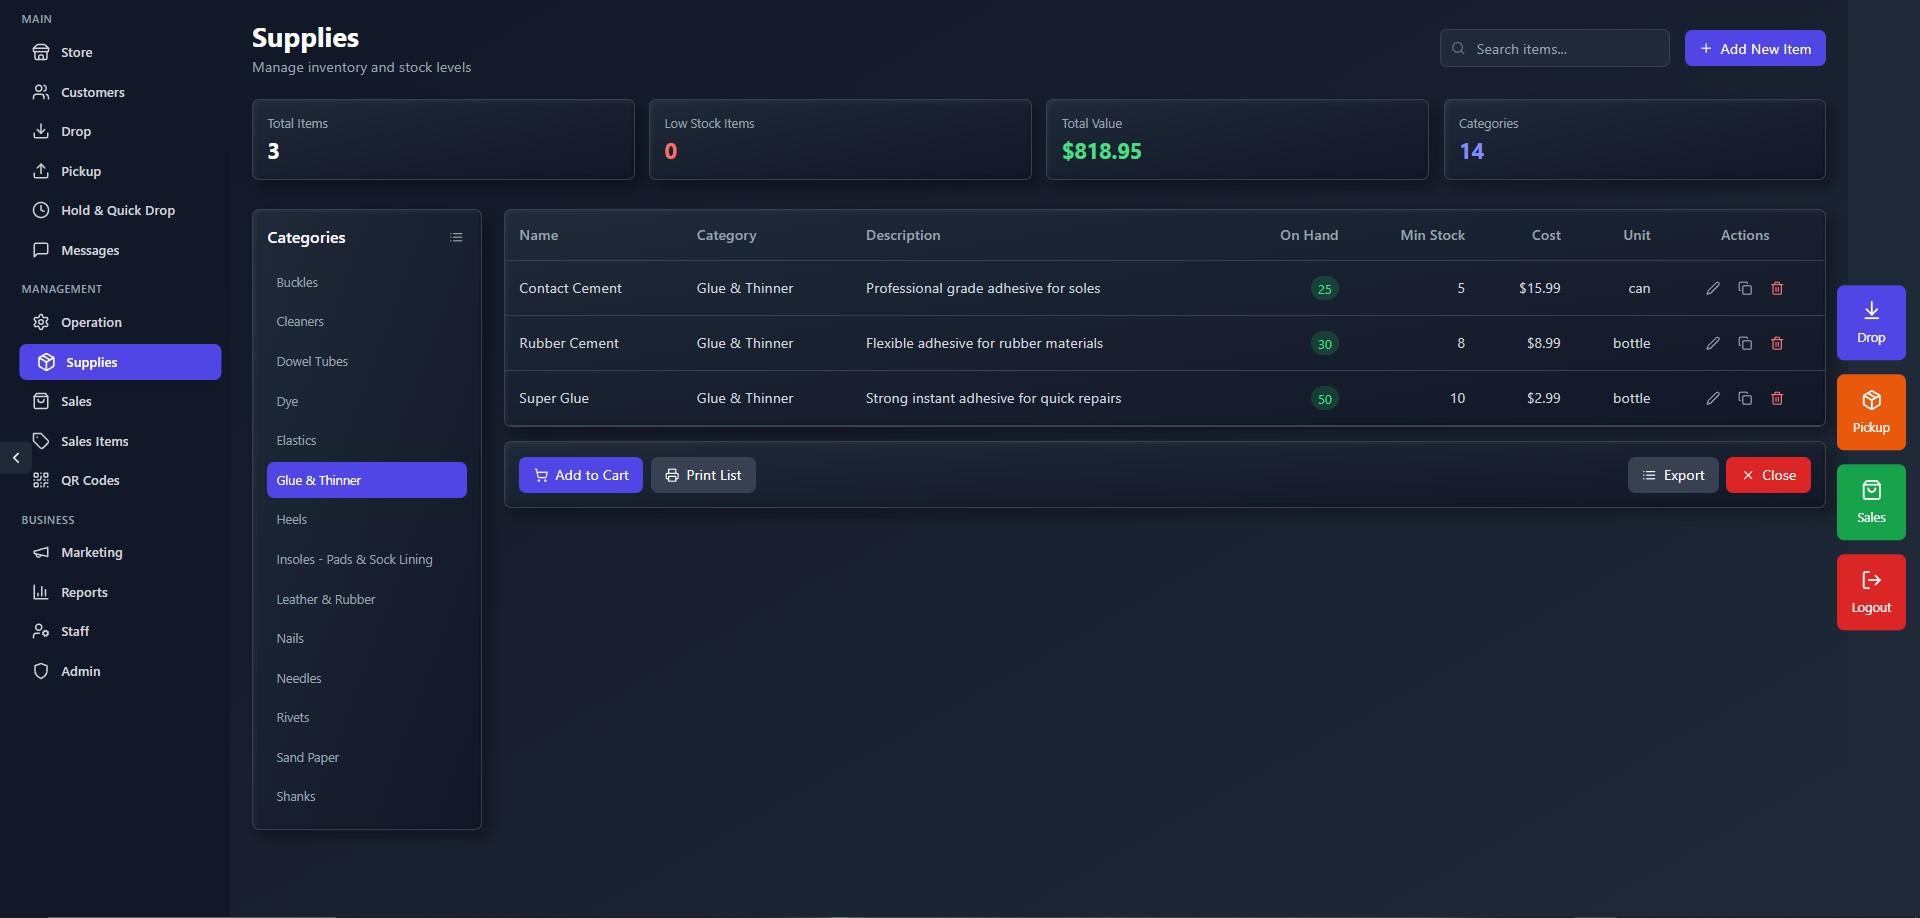 MAIN
Store
Customers
Drop
Pickup
Hold & Quick Drop
Messages
MANAGEMENT
Operation
Supplies
Sales
Sales Items
QR Codes
BUSINESS
Marketing
Reports
Staff
Admin
Supplies
Manage inventory and stock levels
Search items...
Add New Item
Total Items
3
Low Stock Items
0
Total Value
$818.95
Categories
14
Categories
Buckles
Cleaners
Dowel Tubes
Dye
Elastics
Glue & Thinner
Heels
Insoles - Pads & Sock Lining
Leather & Rubber
Nails
Needles
Rivets
Sand Paper
Shanks
Name Category Description On Hand Min Stock Cost Unit Actions
Contact Cement Glue & Thinner Professional grade adhesive for soles 25 5 $15.99 can
Rubber Cement Glue & Thinner Flexible adhesive for rubber materials 30 8 $8.99 bottle
Super Glue Glue & Thinner Strong instant adhesive for quick repairs 50 10 $2.99 bottle
Add to Cart Print List Export Close
Drop
Pickup
Sales
Logout